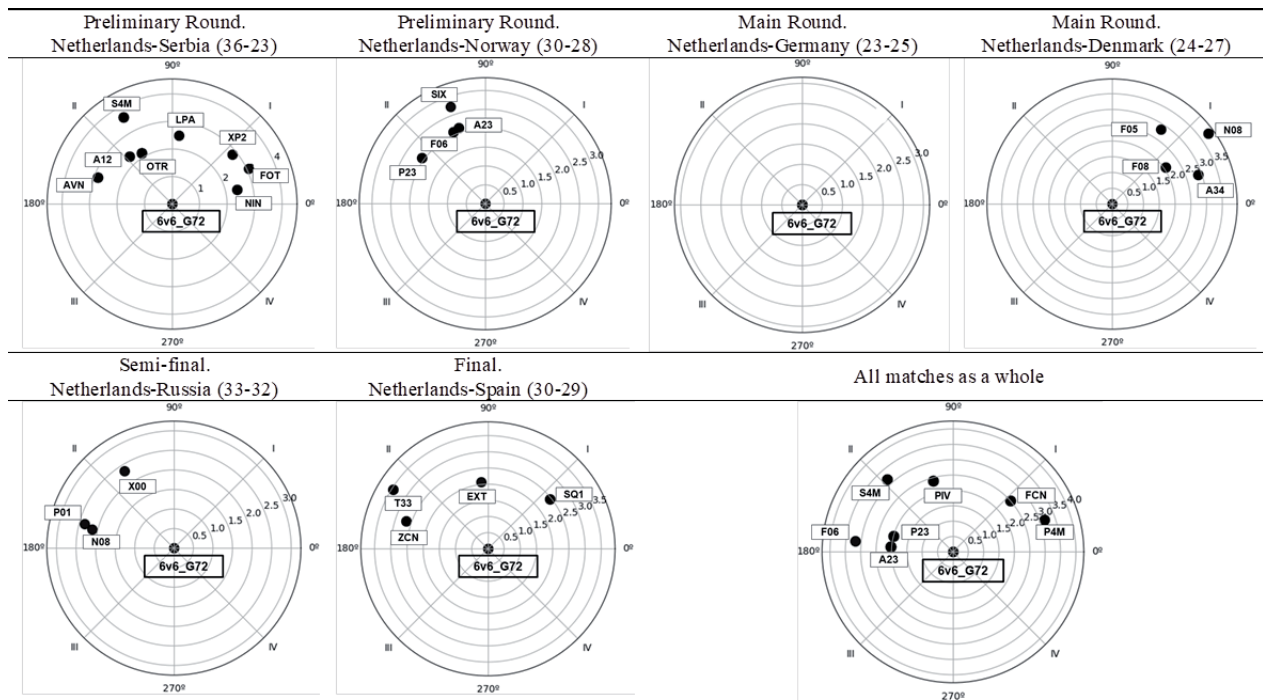 Preliminary Round.
Netherlands-Serbia (36-23)
Preliminary Round.
Netherlands-Norway (30-28)
Main Round.
Netherlands-Germany (23-25)
Main Round.
Netherlands-Denmark (24-27)
90º
II
I
S4M
LPA
XP2
A12
OTR
4
FOT
AVN
2
1
NIN
180º
0º
6v6_G72
III
IV
270º
90º
II
I
SIX
A23
F06
P23
3.0
2.5
2.0
1.5
1.0
0.5
180º
0º
6v6_G72
III
IV
270º
90º
II
I
3.0
2.5
2.0
1.5
1.0
0.5
180º
0º
6v6_G72
III
IV
270º
90º
II
I
F05
N08
F08
3.5
3.0
2.5
2.0
1.5
1.0
0.5
A34
180º
0º
6v6_G72
III
IV
270º
Semi-final.
Netherlands-Russia (33-32)
Final.
Netherlands-Spain (30-29)
All matches as a whole
90º
II
I
X00
P01
N08
3.0
2.5
2.0
1.5
1.0
0.5
180º
0º
6v6_G72
III
IV
270º
90º
II
I
T33
EXT
SQ1
ZCN
3.5
3.0
2.5
2.0
1.5
1.0
0.5
180º
0º
6v6_G72
III
IV
270º
90º
II
I
S4M
PIV
FCN
4.0
3.5
3.0
2.5
2.0
1.5
1.0
0.5
F06
P23
P4M
A23
180º
0º
6v6_G72
III
IV
270º